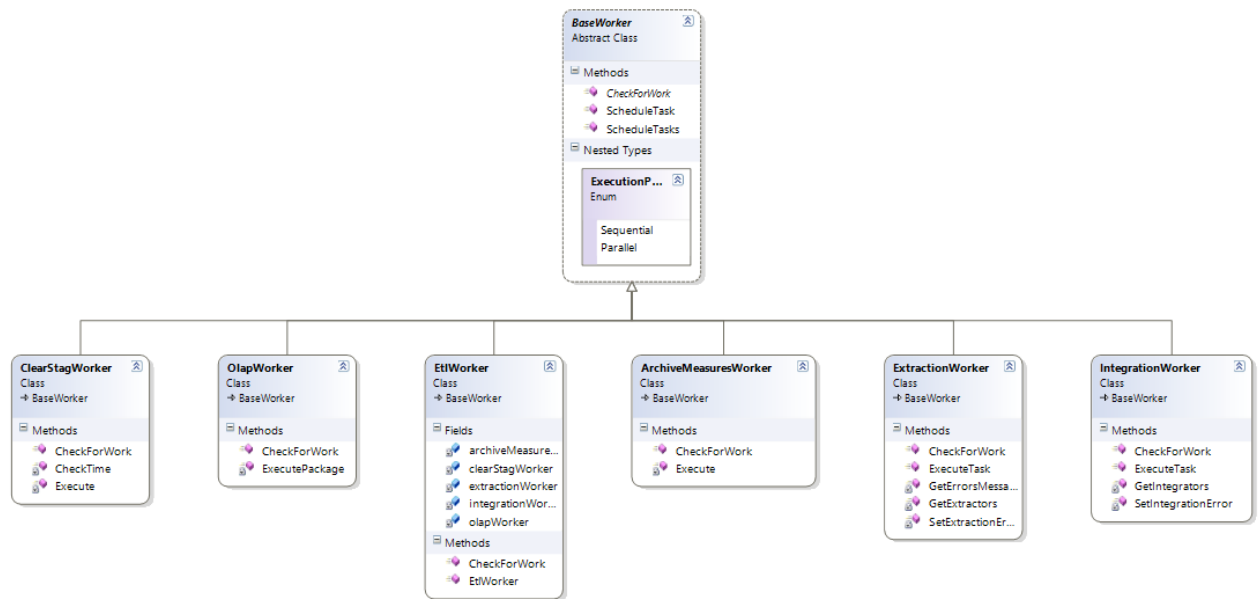 BaseWorker
Abstract Class
Methods
CheckForWork
ScheduleTask
ScheduleTasks
Nested Types
ExecutionP...
Enum
Sequential
Parallel
ClearStagWorker
Class
BaseWorker
Methods
CheckForWork
CheckTime
Execute
OlapWorker
Class
BaseWorker
Methods
CheckForWork
ExecutePackage
EtlWorker
Class
BaseWorker
Fields
archiveMeasure...
clearStagWorker
extractionWorker
integrationWor...
olapWorker
Methods
CheckForWork
EtlWorker
ArchiveMeasuresWorker
Class
BaseWorker
Methods
CheckForWork
Execute
ExtractionWorker
Class
BaseWorker
Methods
CheckForWork
ExecuteTask
GetErrorsMessa...
GetExtractors
SetExtractionEr...
IntegrationWorker
Class
BaseWorker
Methods
CheckForWork
ExecuteTask
GetIntegrators
SetIntegrationError